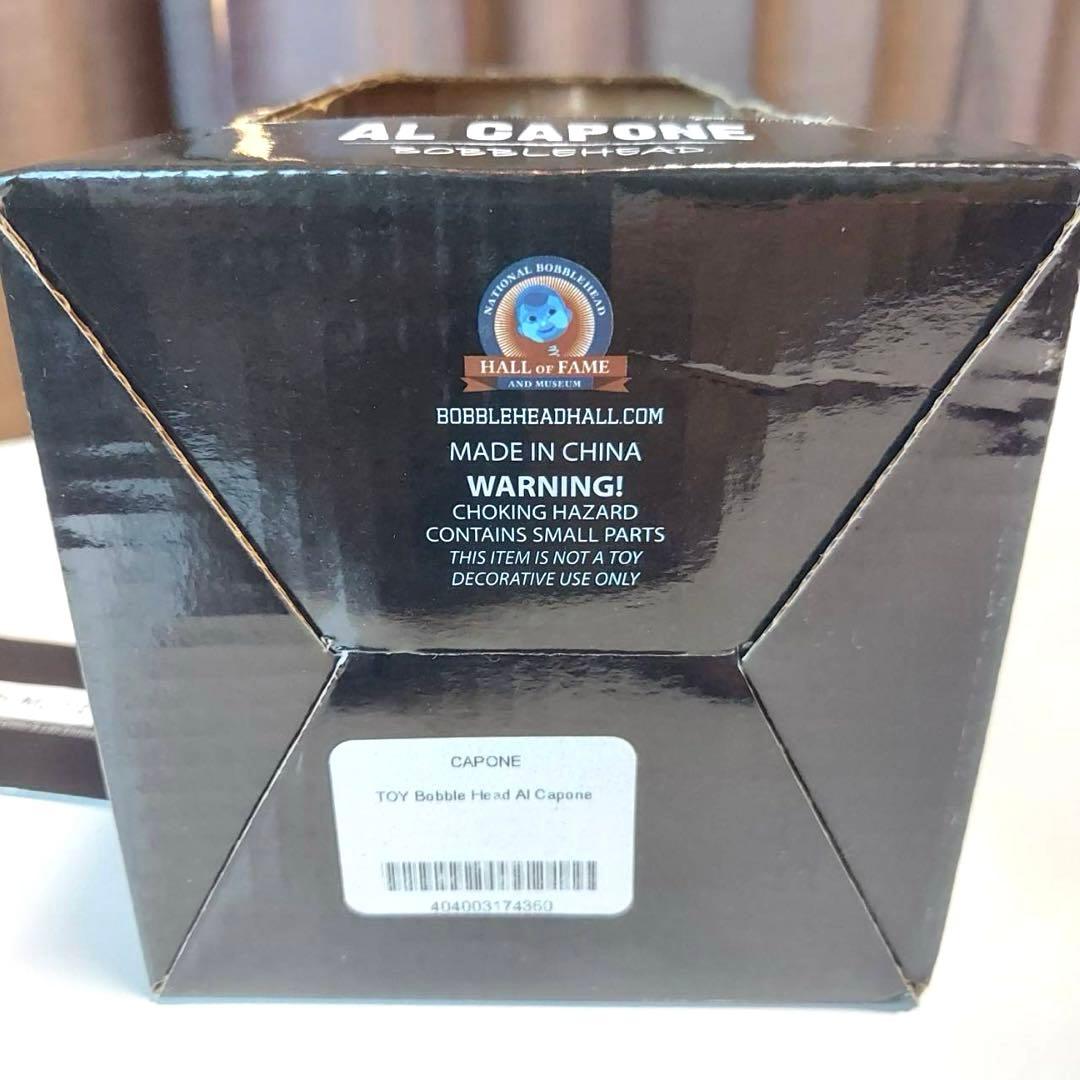 AL CAPONE
BOBBLEHEAD
NATIONAL BOBBLEHEAD
HALL OF FAME
AND MUSEUM
BOBBLEHEADHALL.COM
MADE IN CHINA
WARNING!
CHOKING HAZARD
CONTAINS SMALL PARTS
THIS ITEM IS NOT A TOY
DECORATIVE USE ONLY
CAPONE
TOY Bobble Head Al Capone
404003174360